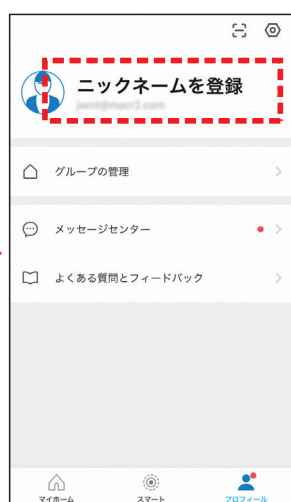 ニックネームを登録
グループの管理
メッセージセンター
よくある質問とフィードバック
マイホーム
スマート
プロフィール